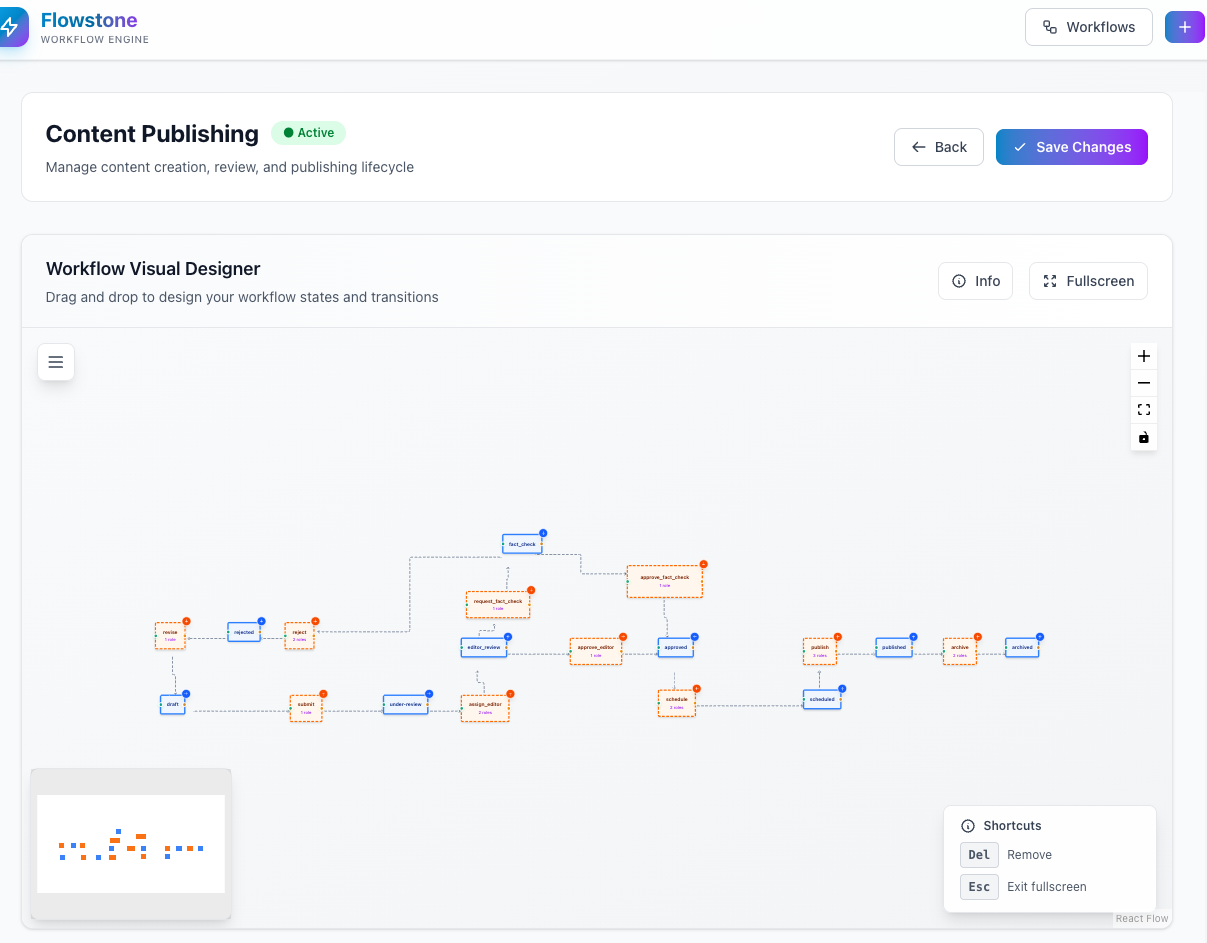 Flowstone
WORKFLOW ENGINE
Workflows
Content Publishing
Active
Manage content creation, review, and publishing lifecycle
Back
Save Changes
Workflow Visual Designer
Drag and drop to design your workflow states and transitions
Info
Fullscreen
fact_check
approve_fact_check
1 role
request_fact_check
1 role
revise
1 role
rejected
reject
2 roles
editor_review
approve_editor
1 role
approved
publish
3 roles
published
archive
3 roles
archived
draft
submit
1 role
under-review
assign_editor
2 roles
schedule
2 roles
scheduled
Shortcuts
Del Remove
Esc Exit fullscreen
React Flow